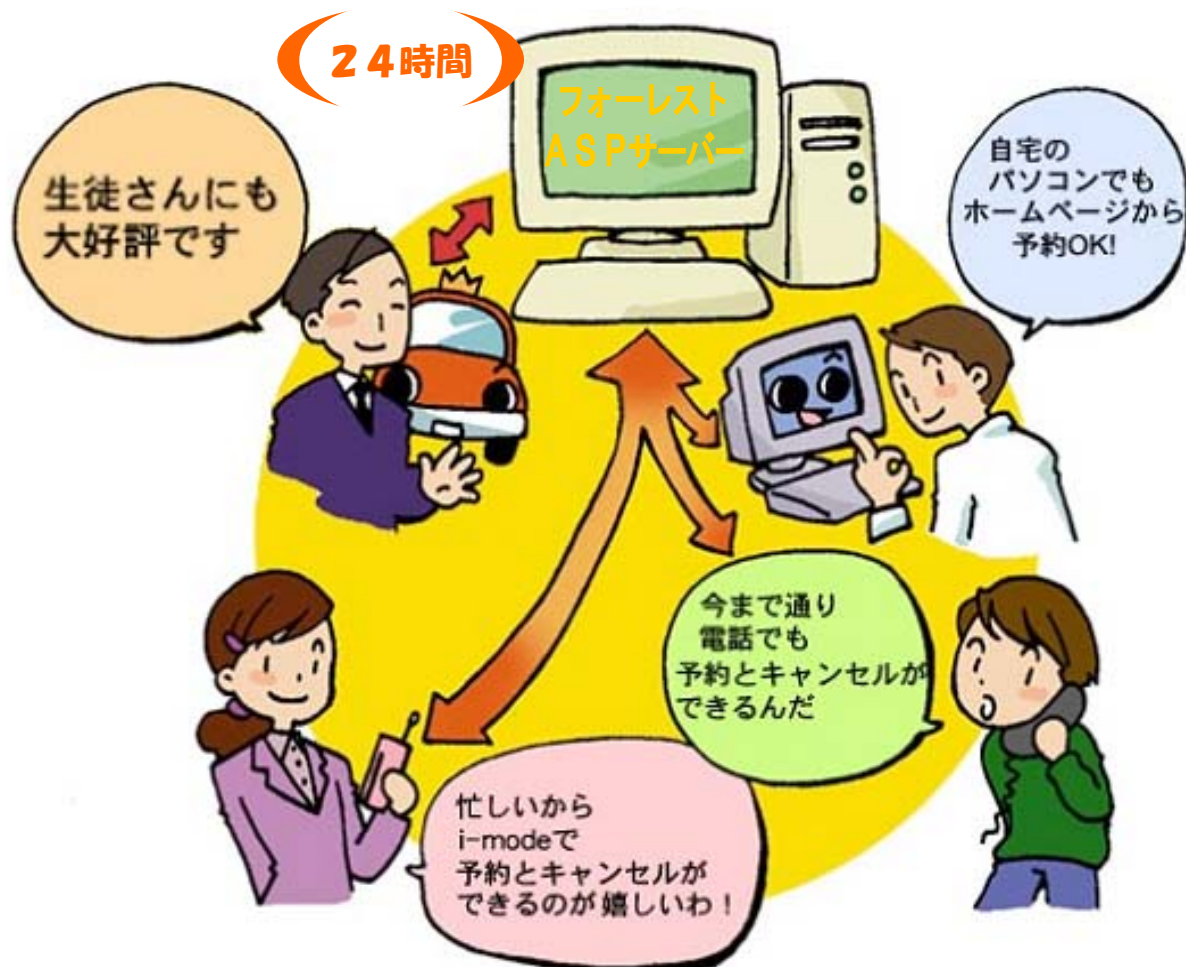 24時間
フォーレスト
ASPサーバー
生徒さんにも
大好評です
自宅の
パソコンでも
ホームページから
予約OK!
今まで通り
電話でも
予約とキャンセルが
できるんだ
忙しいから
i-modeで
予約とキャンセルが
できるのが嬉しいわ!